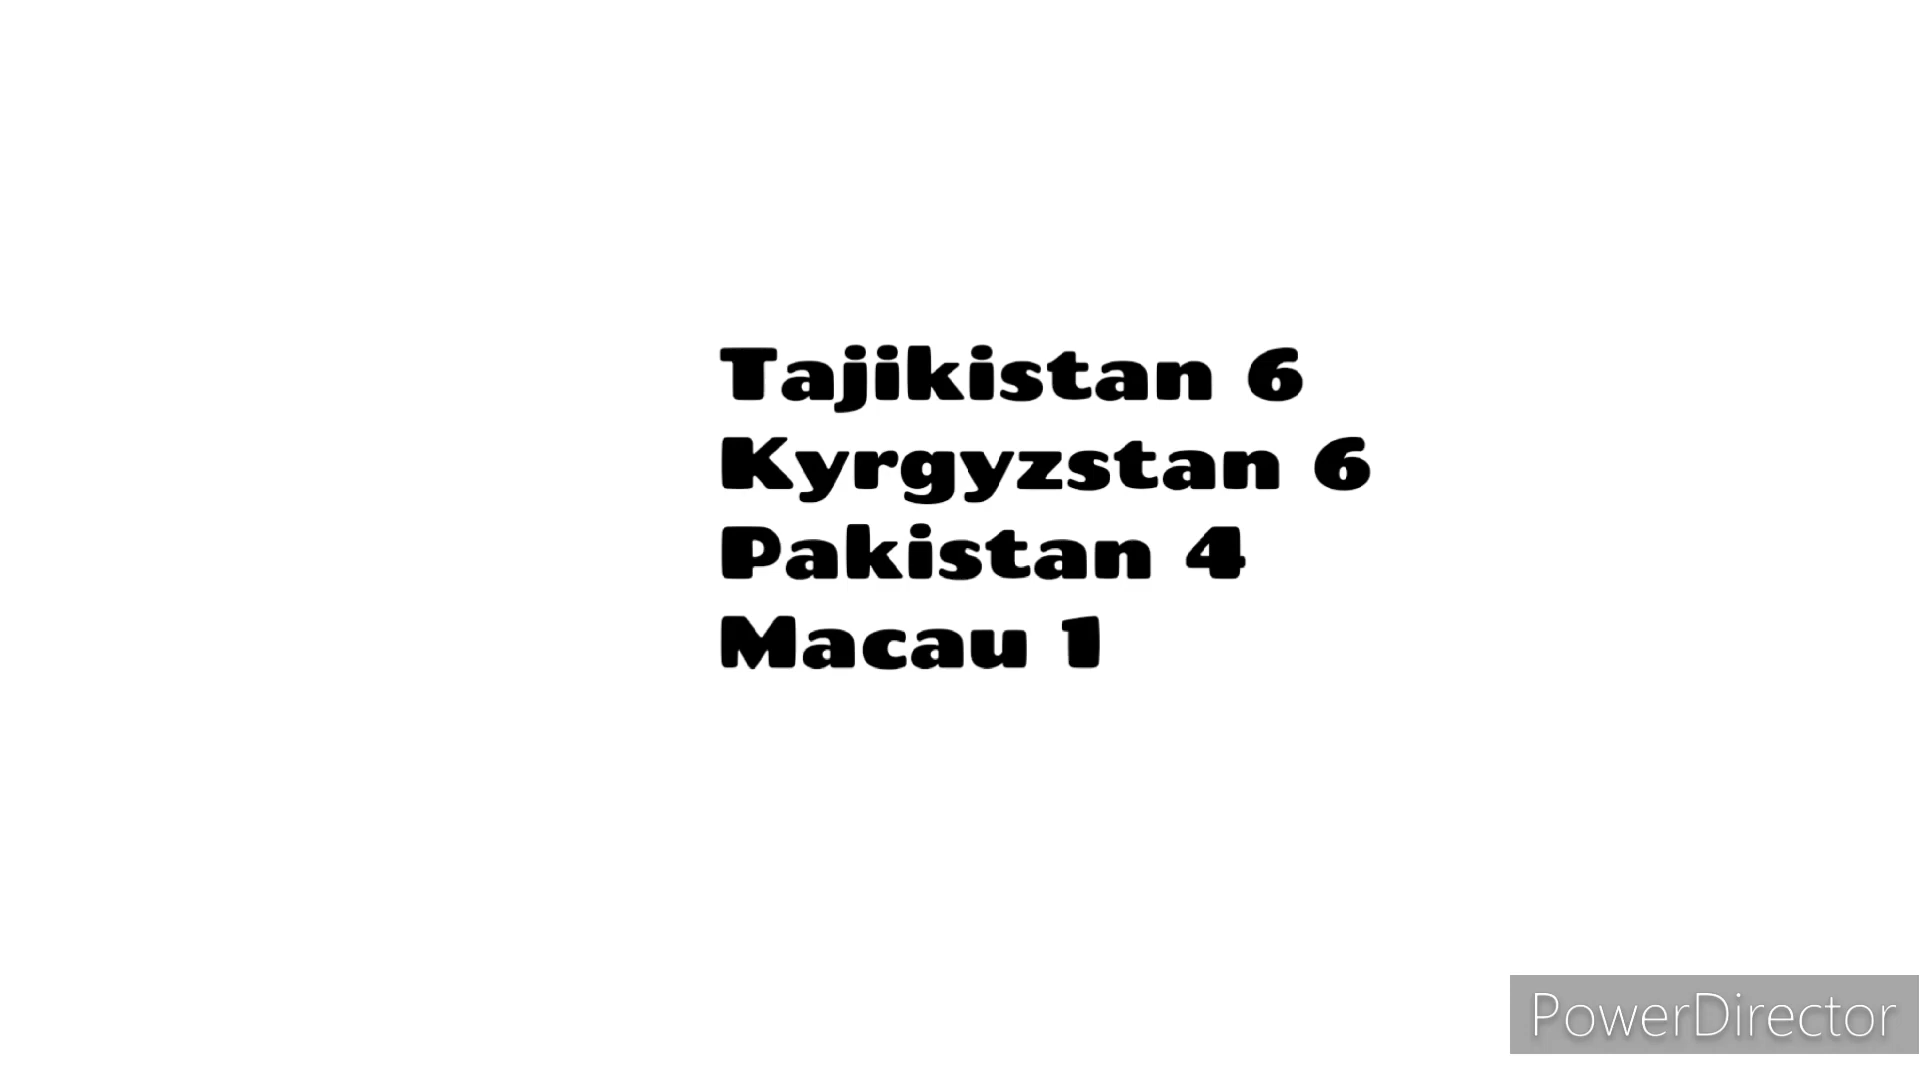 Tajikistan 6
Kyrgyzstan 6
Pakistan 4
Macau 1
PowerDirector